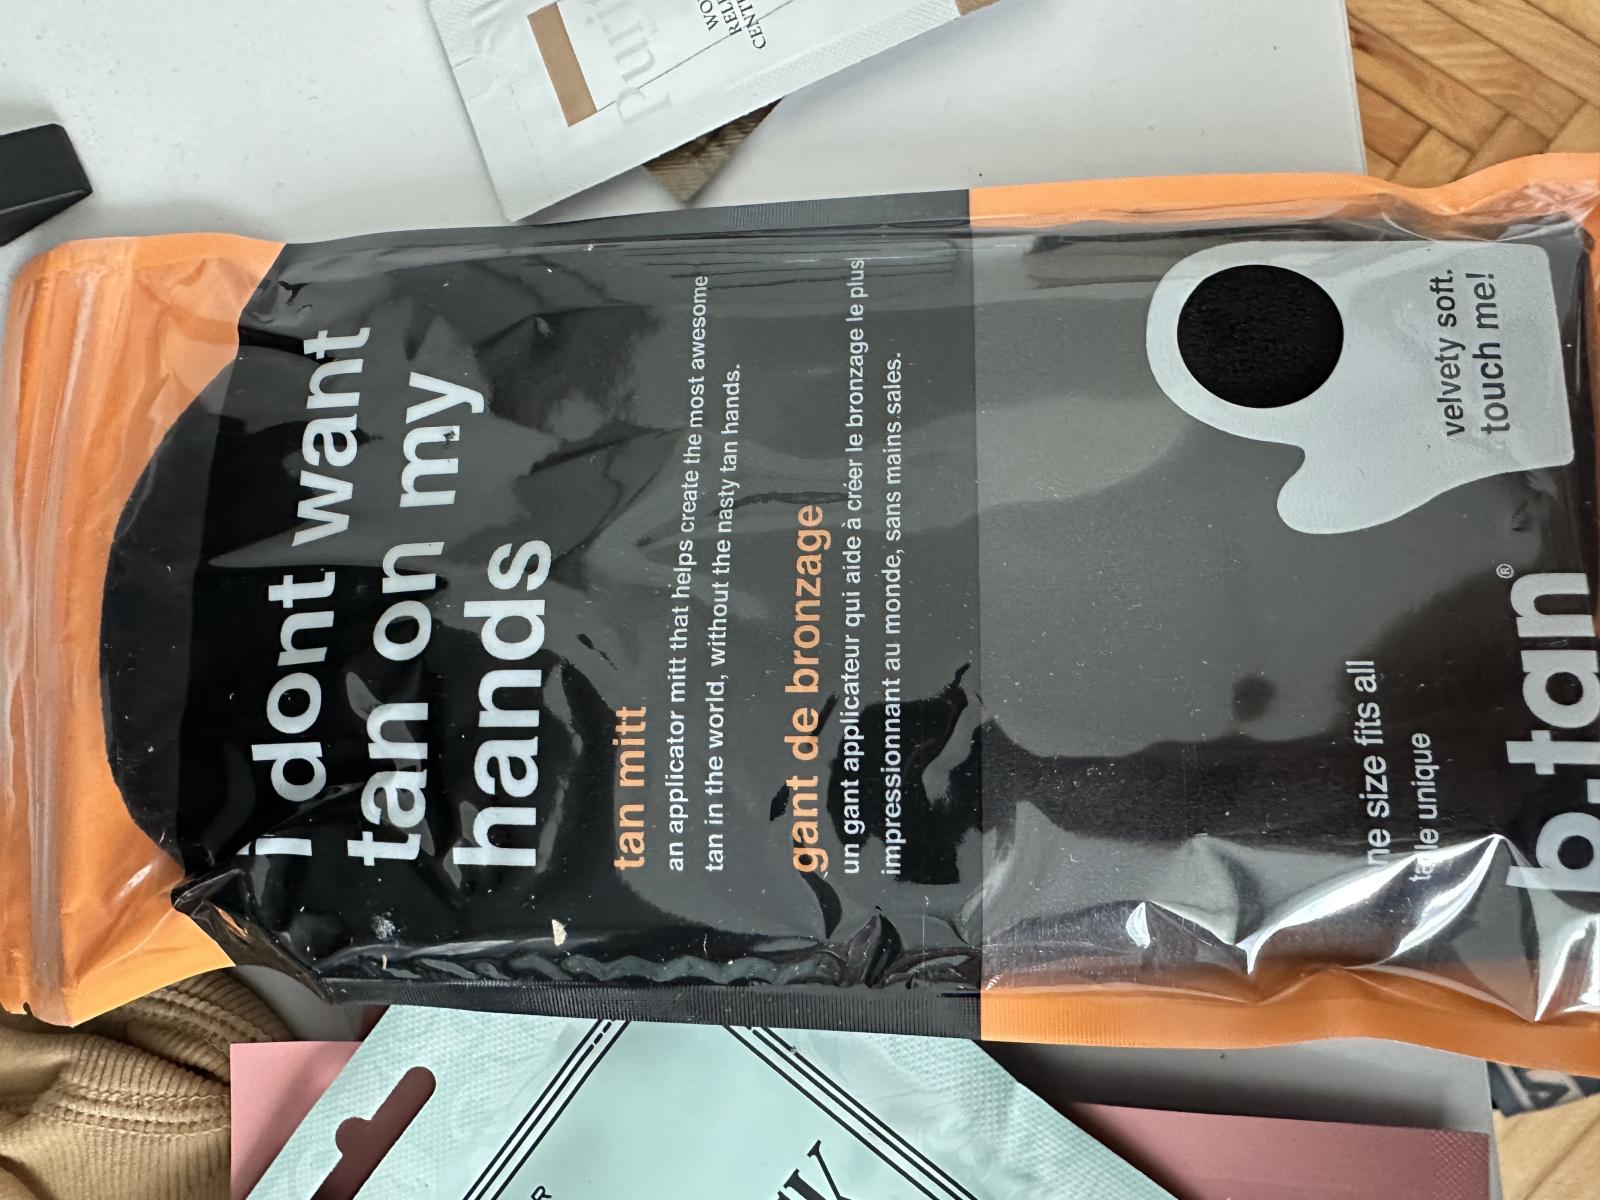 i dont want
tan on my
hands
tan mitt
an applicator mitt that helps create the most awesome
tan in the world, without the nasty tan hands.
gant de bronzage
un gant applicateur qui aide à créer le bronzage le plus
impressionnant au monde, sans mains sales.
velvety soft.
touch me!
one size fits all
taille unique
b.tan®